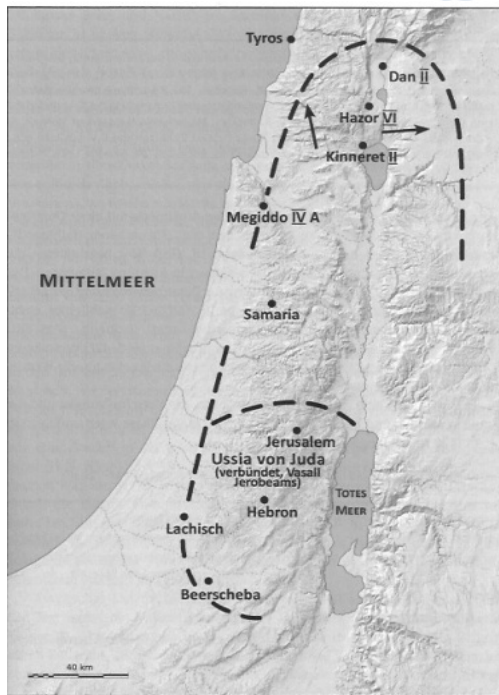 Tyros
Dan II
Hazor VI
Kinneret II
Megiddo IV A
MITTELMEER
Samaria
Jerusalem
Ussia von Juda
(verbündet, Vasall
Jerobeams)
TOTES
MEER
Hebron
Lachisch
Beerscheba
40 km